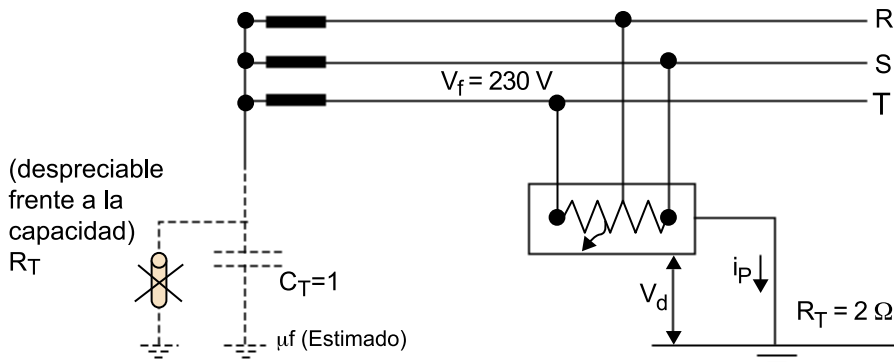 R
S
V_f = 230 V
T
(despreciable
frente a la
capacidad)
R_T
C_T=1
μf (Estimado)
V_d
i_P
R_T = 2 Ω